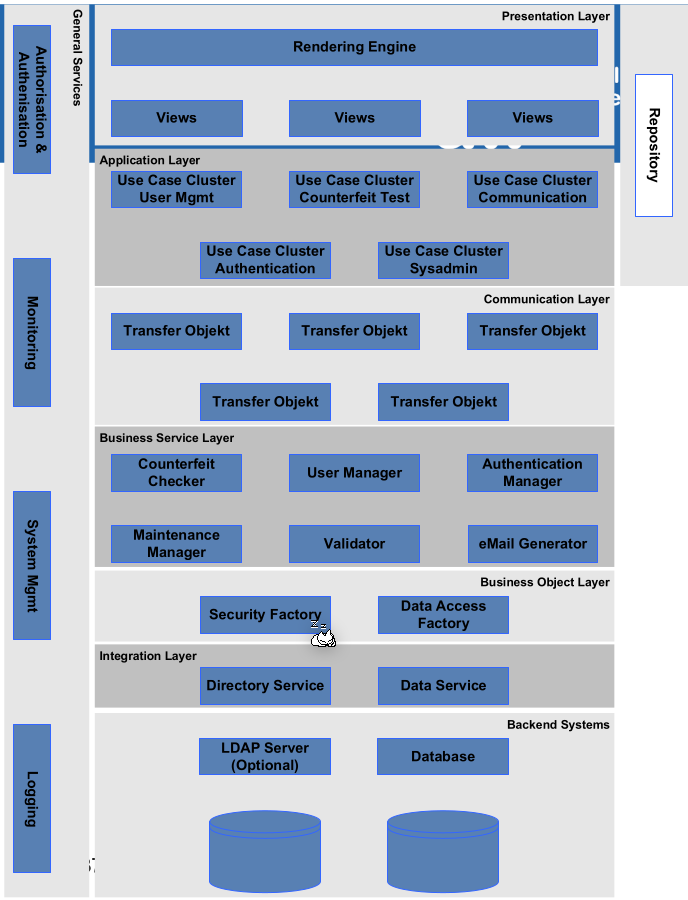 General Services
Authorisation &
Authenisation
Monitoring
System Mgmt
Logging
Presentation Layer
Rendering Engine
Views
Views
Views
Application Layer
Use Case Cluster
User Mgmt
Use Case Cluster
Counterfeit Test
Use Case Cluster
Communication
Use Case Cluster
Authentication
Use Case Cluster
Sysadmin
Communication Layer
Transfer Objekt
Transfer Objekt
Transfer Objekt
Transfer Objekt
Transfer Objekt
Business Service Layer
Counterfeit
Checker
User Manager
Authentication
Manager
Maintenance
Manager
Validator
eMail Generator
Business Object Layer
Security Factory
Data Access
Factory
Integration Layer
Directory Service
Data Service
Backend Systems
LDAP Server
(Optional)
Database
Repository